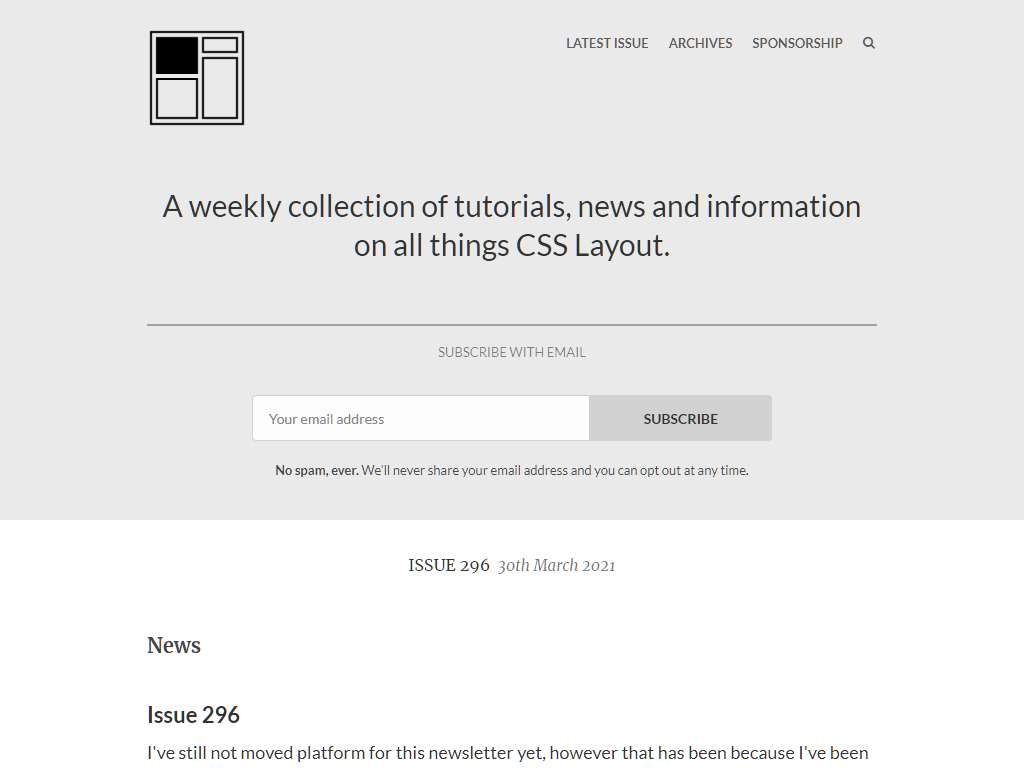 LATEST ISSUE ARCHIVES SPONSORSHIP
A weekly collection of tutorials, news and information
on all things CSS Layout.
SUBSCRIBE WITH EMAIL
Your email address SUBSCRIBE
No spam, ever. We'll never share your email address and you can opt out at any time.
ISSUE 296 30th March 2021
News
Issue 296
I've still not moved platform for this newsletter yet, however that has been because I've been